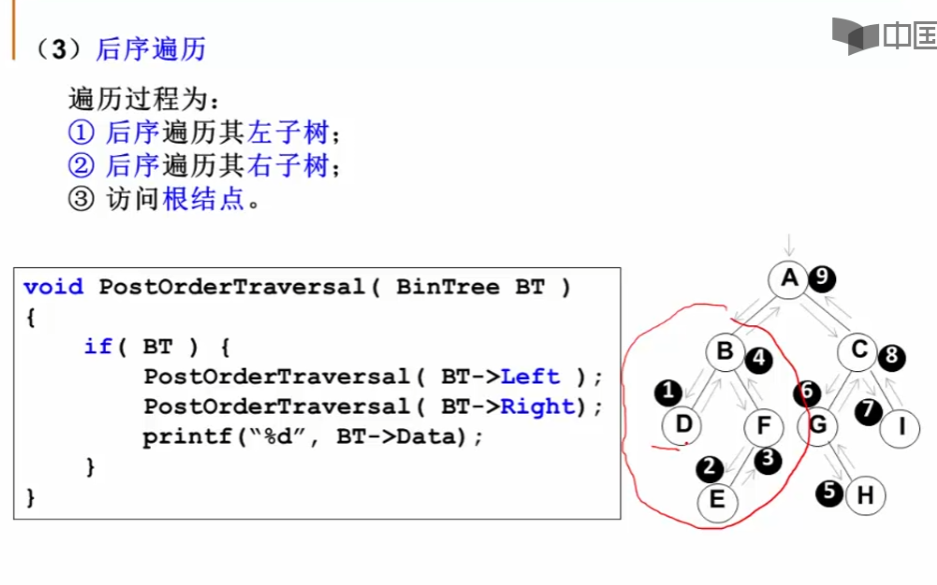 中国
（3）后序遍历
遍历过程为：
① 后序遍历其左子树；
② 后序遍历其右子树；
③ 访问根结点。
void PostOrderTraversal( BinTree BT )
{
if( BT ) {
PostOrderTraversal( BT->Left );
PostOrderTraversal( BT->Right);
printf(“%d”, BT->Data);
}
}
A 9
B 4
C 8
1 D
F 3
6 G
7 I
2 E
5 H